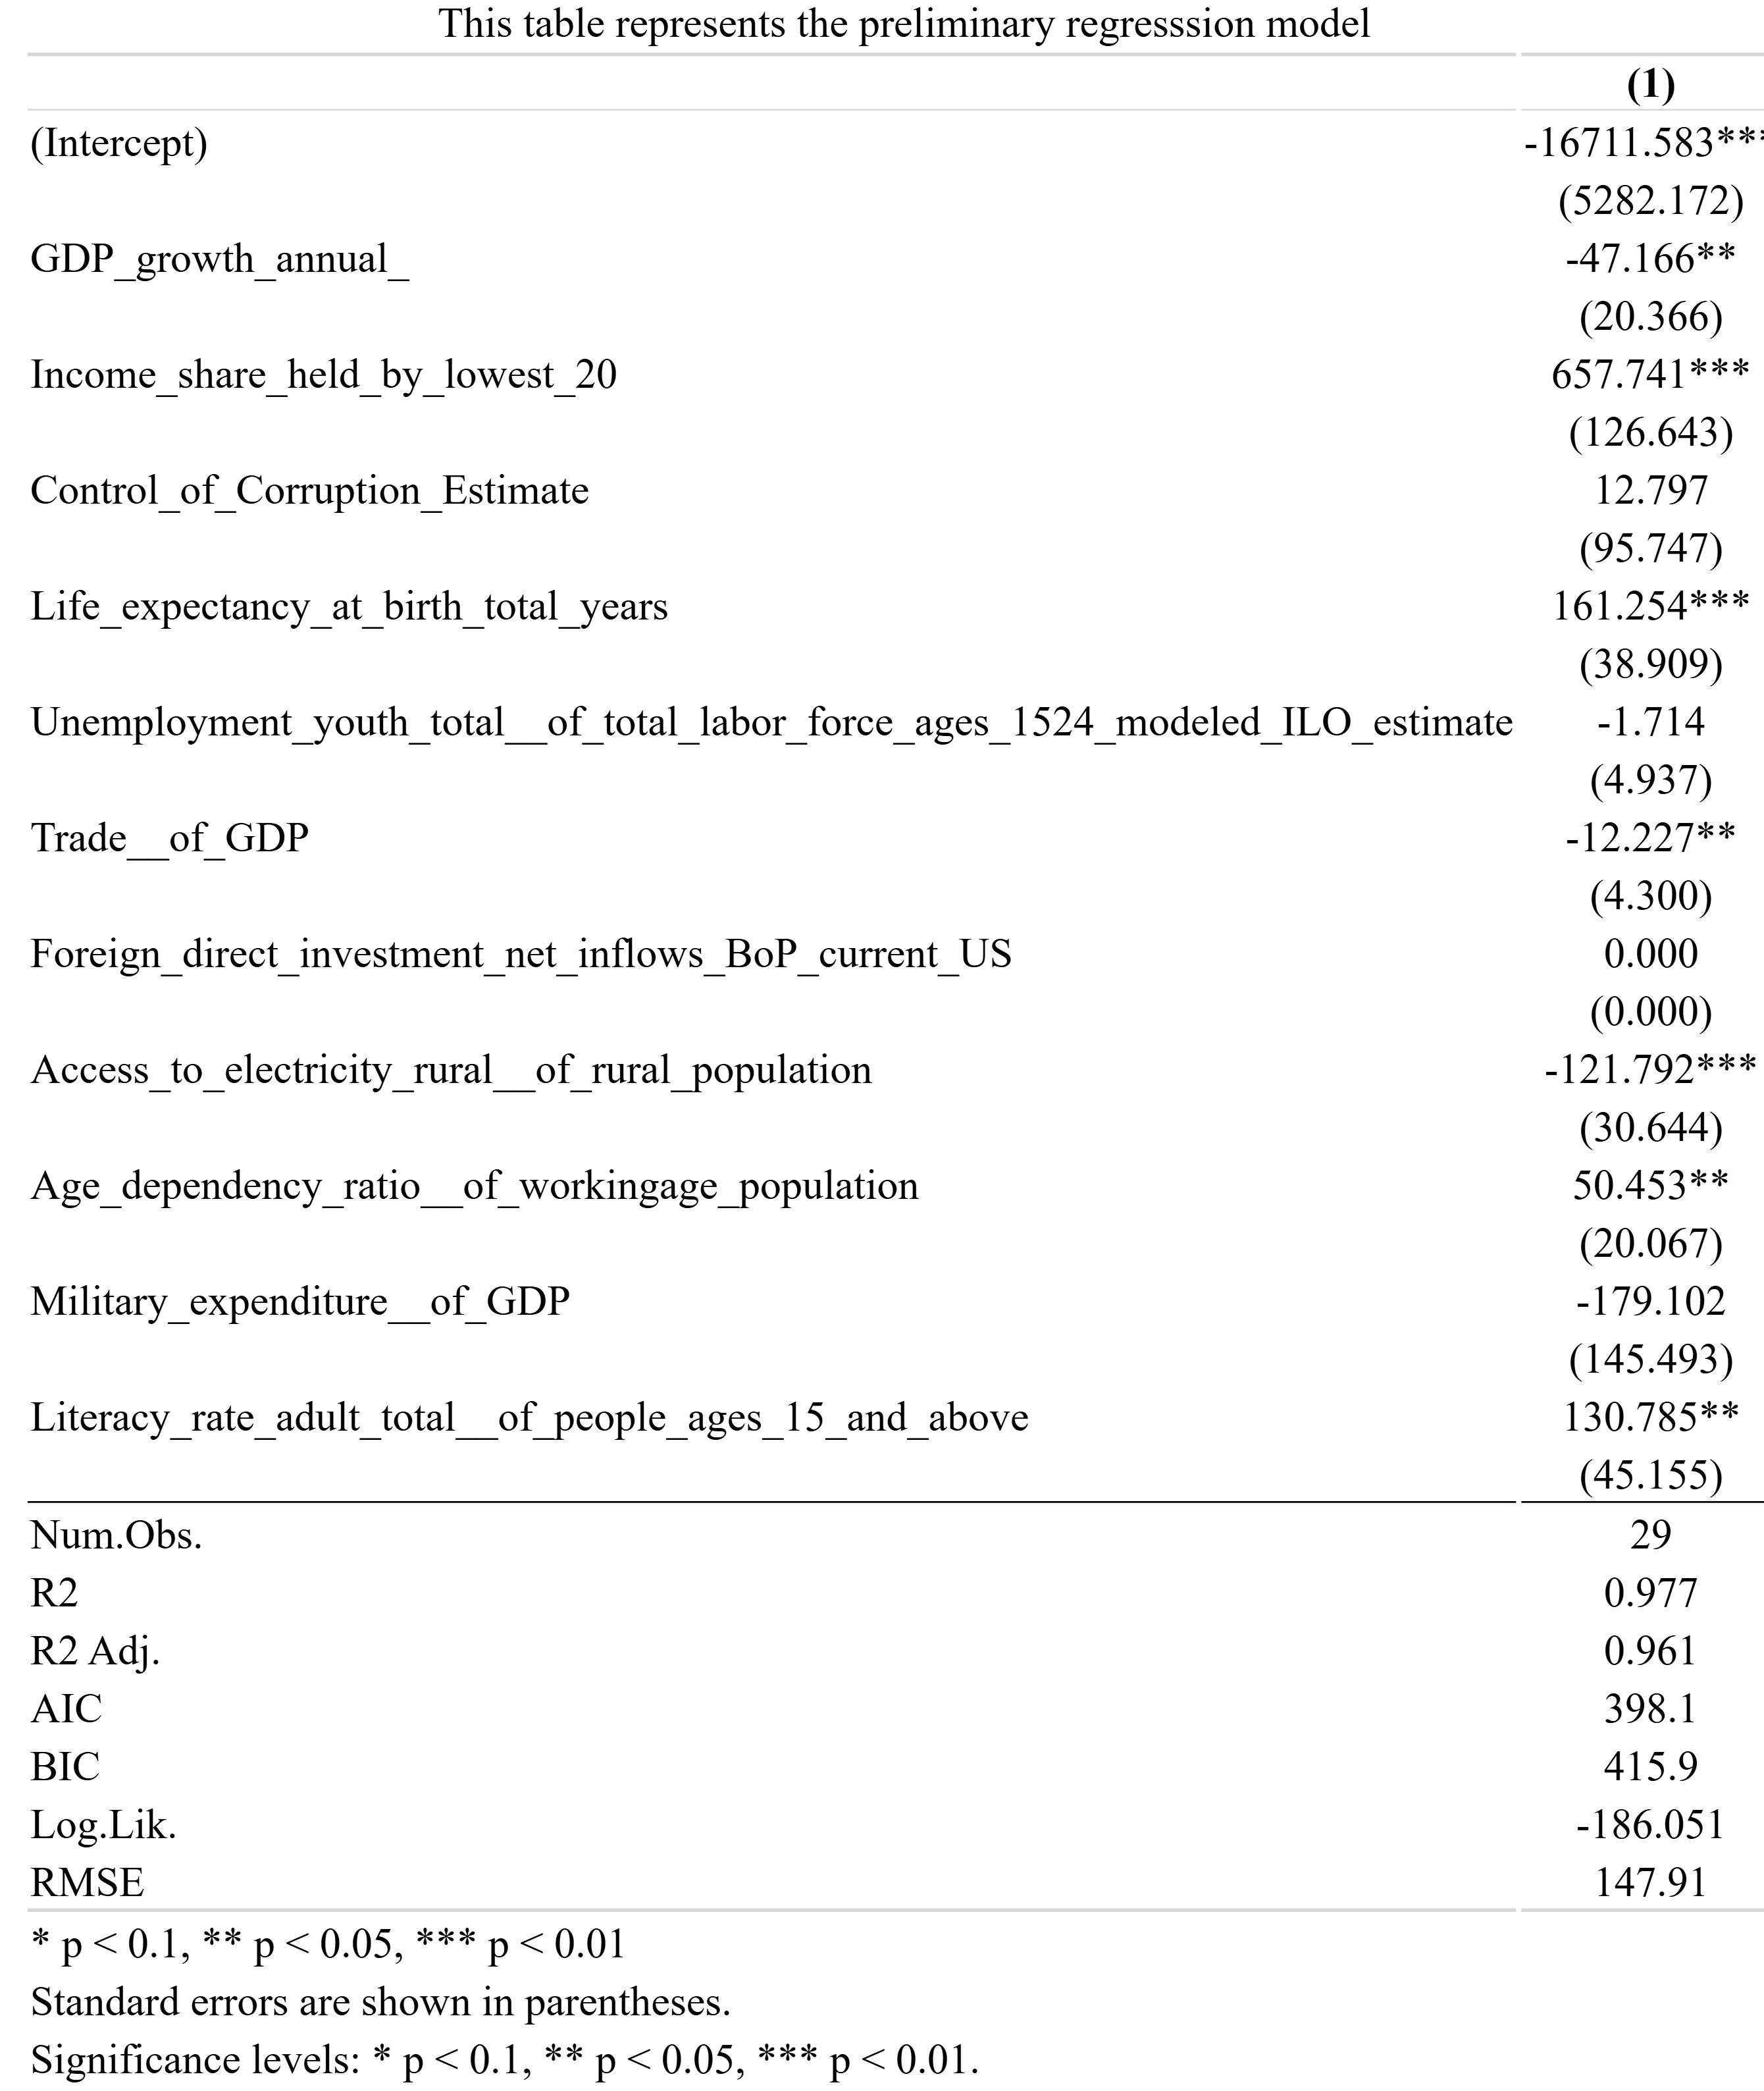 This table represents the preliminary regresssion model
(1)
(Intercept) -16711.583***
(5282.172)
GDP_growth_annual_ -47.166**
(20.366)
Income_share_held_by_lowest_20 657.741***
(126.643)
Control_of_Corruption_Estimate 12.797
(95.747)
Life_expectancy_at_birth_total_years 161.254***
(38.909)
Unemployment_youth_total__of_total_labor_force_ages_1524_modeled_ILO_estimate -1.714
(4.937)
Trade__of_GDP -12.227**
(4.300)
Foreign_direct_investment_net_inflows_BoP_current_US 0.000
(0.000)
Access_to_electricity_rural__of_rural_population -121.792***
(30.644)
Age_dependency_ratio__of_workingage_population 50.453**
(20.067)
Military_expenditure__of_GDP -179.102
(145.493)
Literacy_rate_adult_total__of_people_ages_15_and_above 130.785**
(45.155)
Num.Obs. 29
R2 0.977
R2 Adj. 0.961
AIC 398.1
BIC 415.9
Log.Lik. -186.051
RMSE 147.91
* p < 0.1, ** p < 0.05, *** p < 0.01
Standard errors are shown in parentheses.
Significance levels: * p < 0.1, ** p < 0.05, *** p < 0.01.